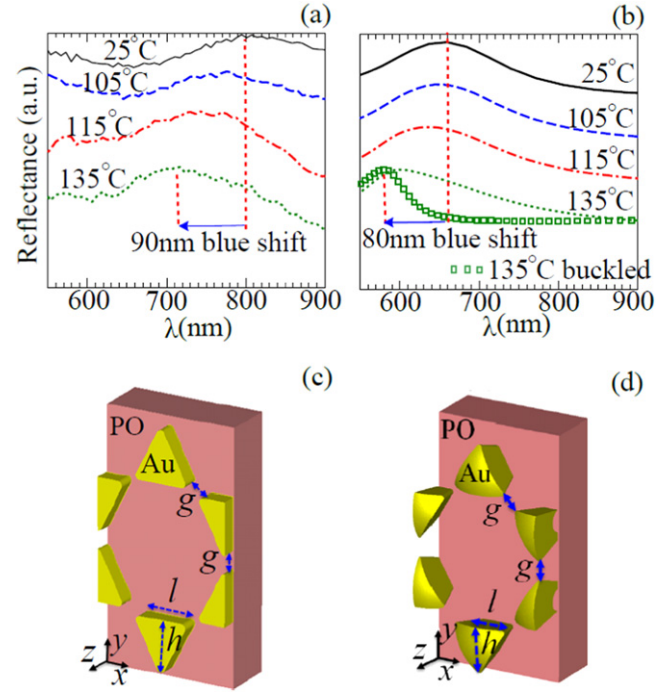 (a)
25°C
105°C
115°C
135°C
90nm blue shift
Reflectance (a.u.)
600 700 800 900
λ(nm)
(b)
25°C
105°C
115°C
135°C
80nm blue shift
135°C buckled
600 700 800 900
λ(nm)
(c)
PO
Au
g
g
l
h
z y x
(d)
PO
Au
g
g
l
h
z y x